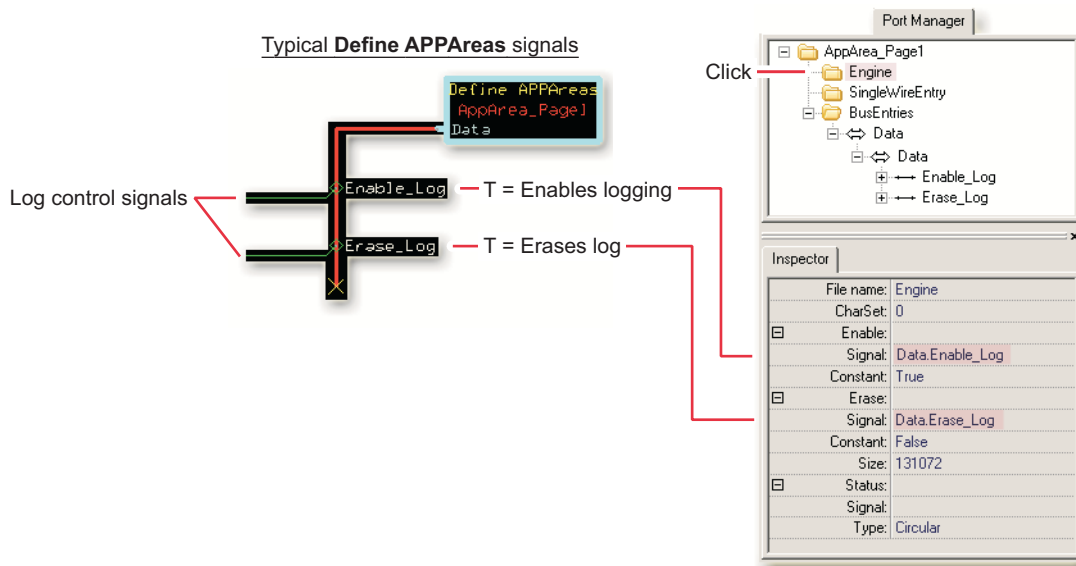 Typical Define APPAreas signals
Define APPAreas
AppArea_Page1
Data
Log control signals
Enable_Log
T = Enables logging
Erase_Log
T = Erases log
Click
Port Manager
AppArea_Page1
Engine
SingleWireEntry
BusEntries
Data
Data
Enable_Log
Erase_Log
Inspector
File name: Engine
CharSet: 0
Enable:
Signal: Data.Enable_Log
Constant: True
Erase:
Signal: Data.Erase_Log
Constant: False
Size: 131072
Status:
Signal:
Type: Circular